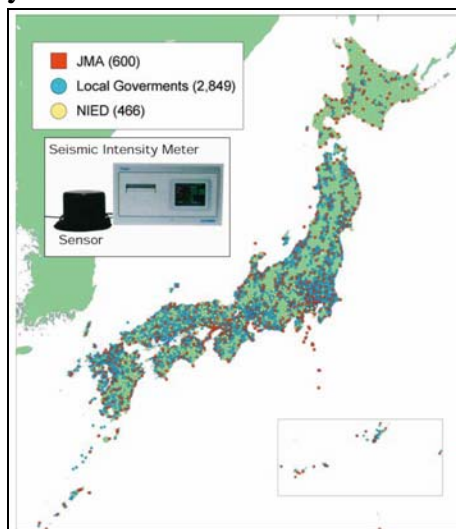 JMA (600)
Local Goverments (2,849)
NIED (466)
Seismic Intensity Meter
Sensor